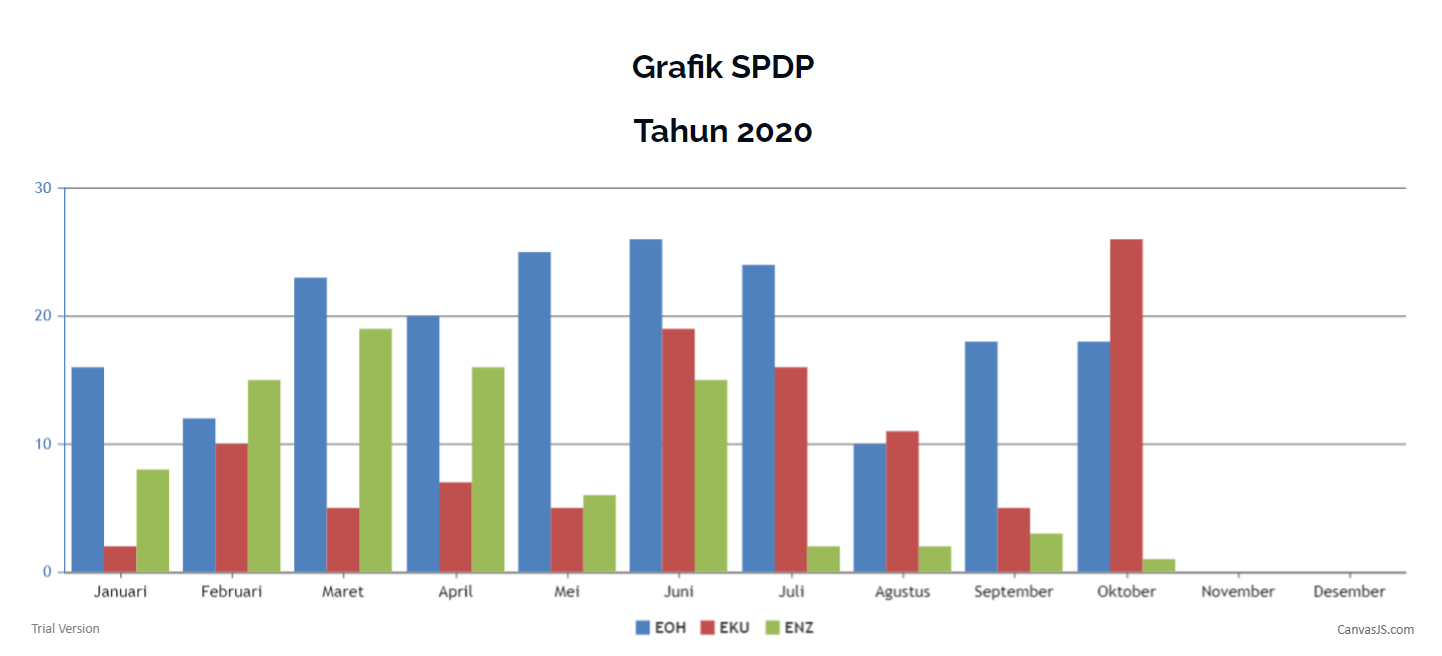 Grafik SPDP
Tahun 2020
30
20
10
0
Januari Februari Maret April Mei Juni Juli Agustus September Oktober November Desember
Trial Version
EOH EKU ENZ
CanvasJS.com